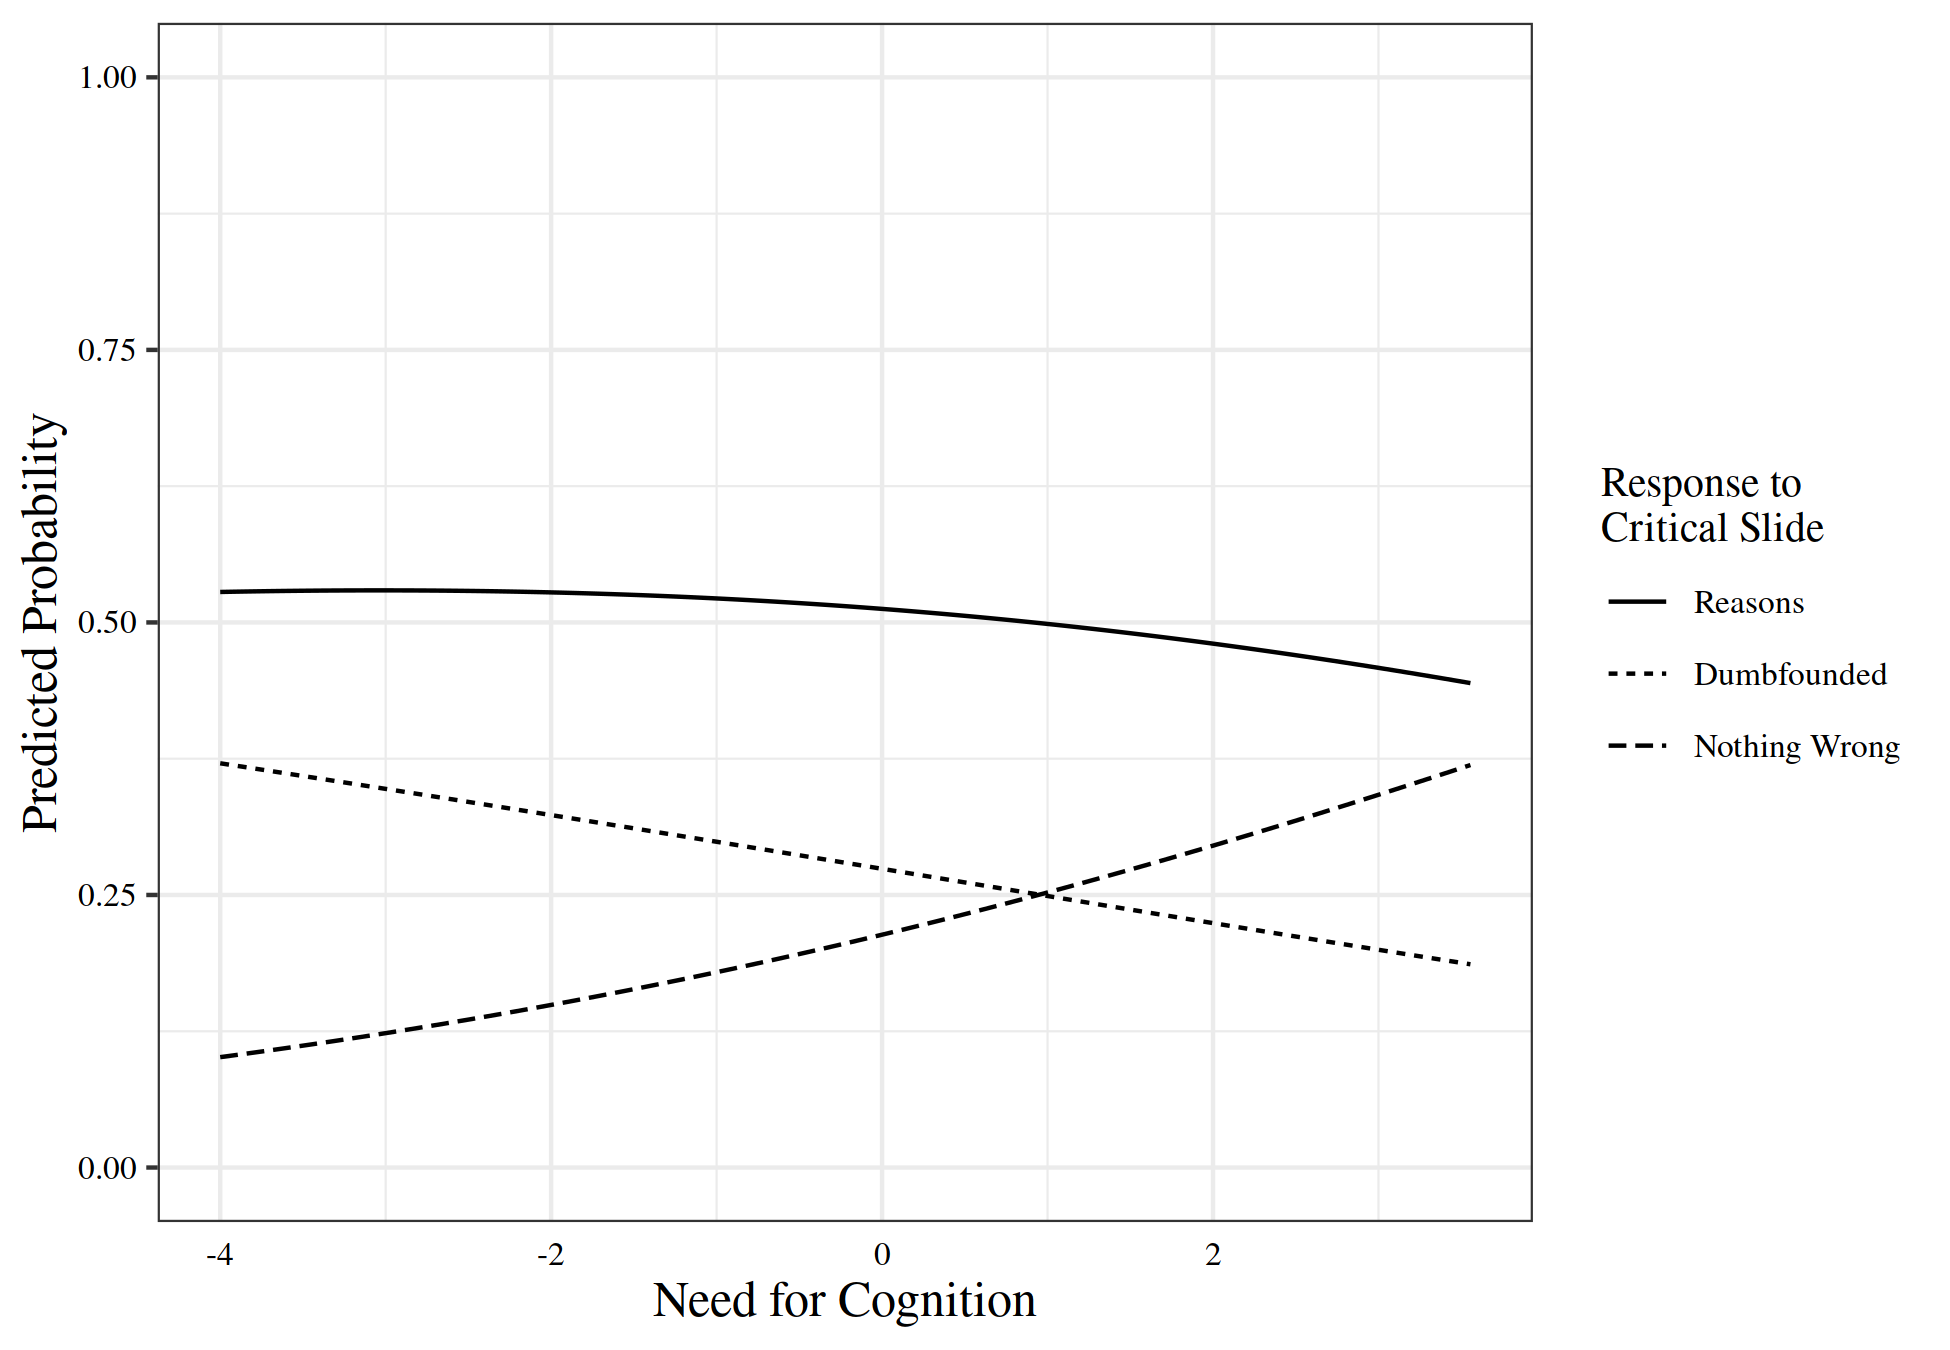 1.00
0.75
0.50
0.25
0.00
Predicted Probability
-4
-2
0
2
Need for Cognition
Response to
Critical Slide
Reasons
Dumbfounded
Nothing Wrong